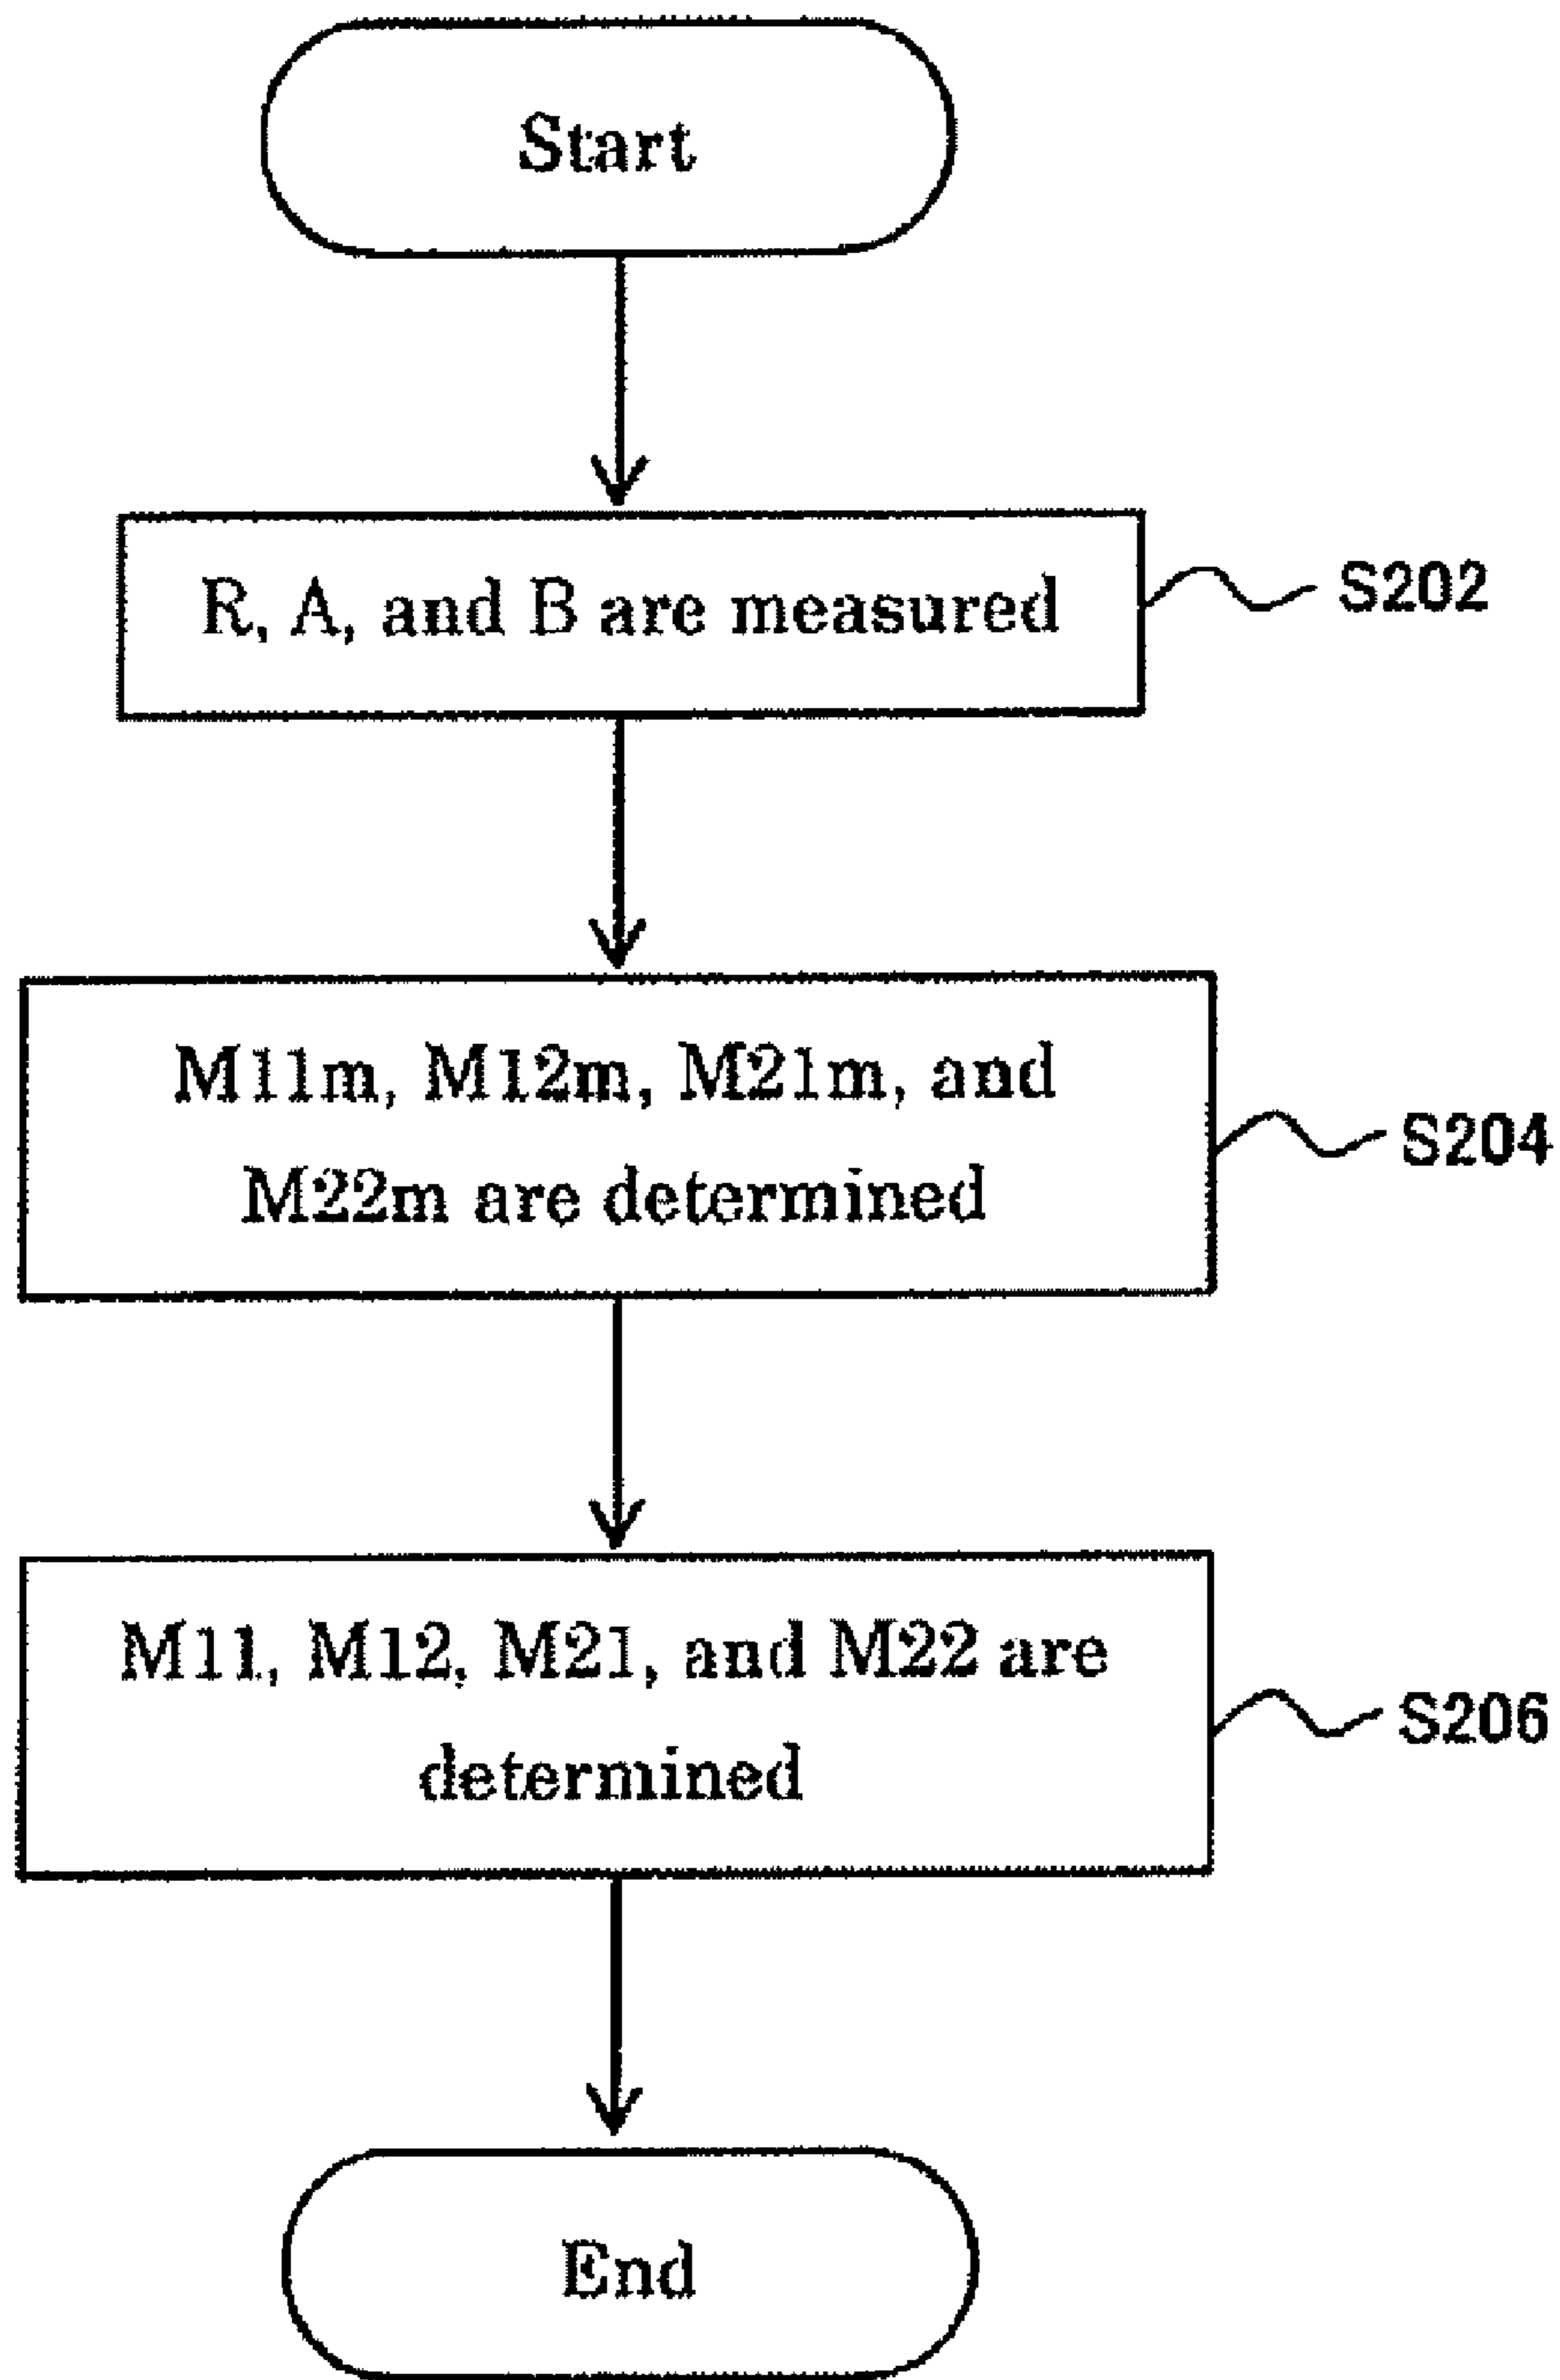 Start
R, A, and B are measured
S202
M11m, M12m, M21m, and
M22m are determined
S204
M11, M12, M21, and M22 are
determined
S206
End